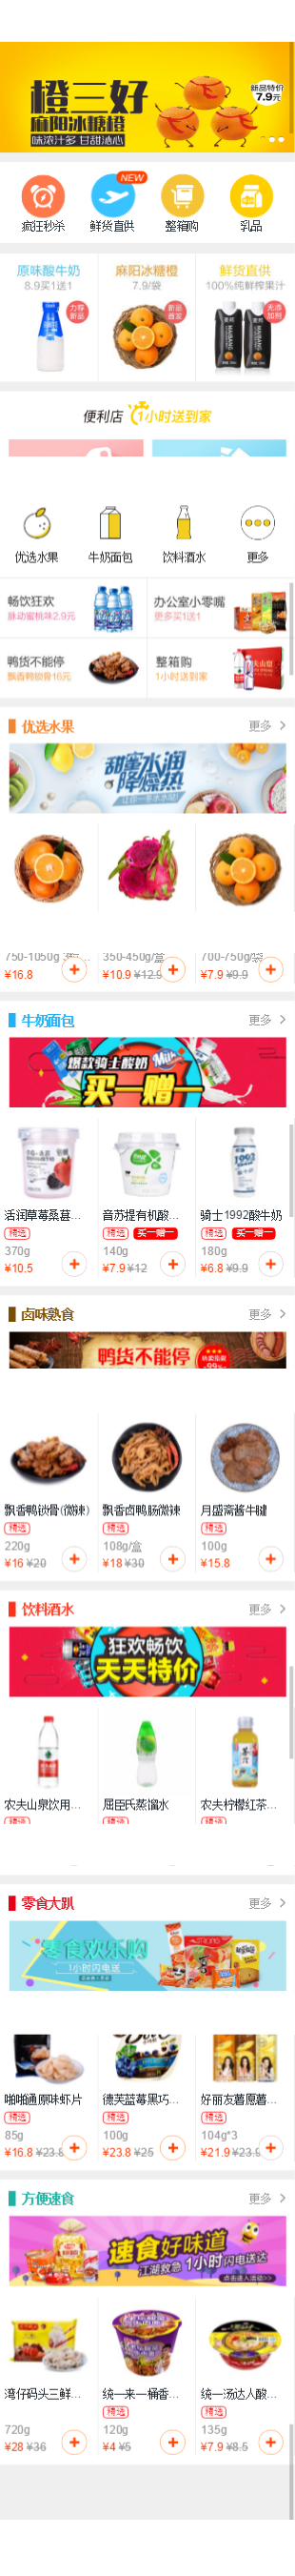 橙三好
麻阳冰糖橙
味浓汁多 甘甜沁心
新品特价
7.9元
NEW
疯狂秒杀
鲜货直供
整箱购
乳品
原味酸牛奶
8.9买1送1
力荐
新品
麻阳冰糖橙
7.9/袋
新品
首发
鲜货直供
100%纯鲜榨果汁
无添
加剂
便利店
1小时送到家
优选水果
牛奶面包
饮料酒水
更多
畅饮狂欢
脉动蜜桃味2.9元
办公室小零嘴
更多买1送1
鸭货不能停
飘香鸭锁骨16元
整箱购
1小时送到家
优选水果
更多
甜蜜水润
降燥热
750-1050g
¥16.8
350-450g/盒
¥10.9 ¥12.9
700-750g/袋
¥7.9 ¥9.9
牛奶面包
更多
爆款骑士酸奶
Milk
买一赠一
活润草莓桑葚...
精选
370g
¥10.5
音苏提有机酸...
精选
买一赠一
140g
¥7.9 ¥12
骑士1992酸牛奶
精选
买一赠一
180g
¥6.8 ¥9.9
卤味熟食
更多
鸭货不能停
飘香鸭锁骨(微辣)
精选
220g
¥16 ¥20
飘香卤鸭肠微辣
精选
108g/盒
¥18 ¥30
月盛斋酱牛腱
精选
100g
¥15.8
饮料酒水
更多
狂欢畅饮
天天特价
农夫山泉饮用...
精选
屈臣氏蒸馏水
精选
农夫柠檬红茶...
精选
零食大趴
更多
零食欢乐购
1小时闪电送
啪啪通原味虾片
精选
85g
¥16.8 ¥23.8
德芙蓝莓黑巧...
精选
100g
¥23.8 ¥25
好丽友薯愿薯...
精选
104g*3
¥21.9 ¥23.9
方便速食
更多
速食好味道
江湖救急 1小时闪电送达
点击进入活动>>
湾仔码头三鲜...
720g
¥28 ¥36
统一来一桶香...
精选
120g
¥4 ¥5
统一汤达人酸...
精选
135g
¥7.9 ¥8.5